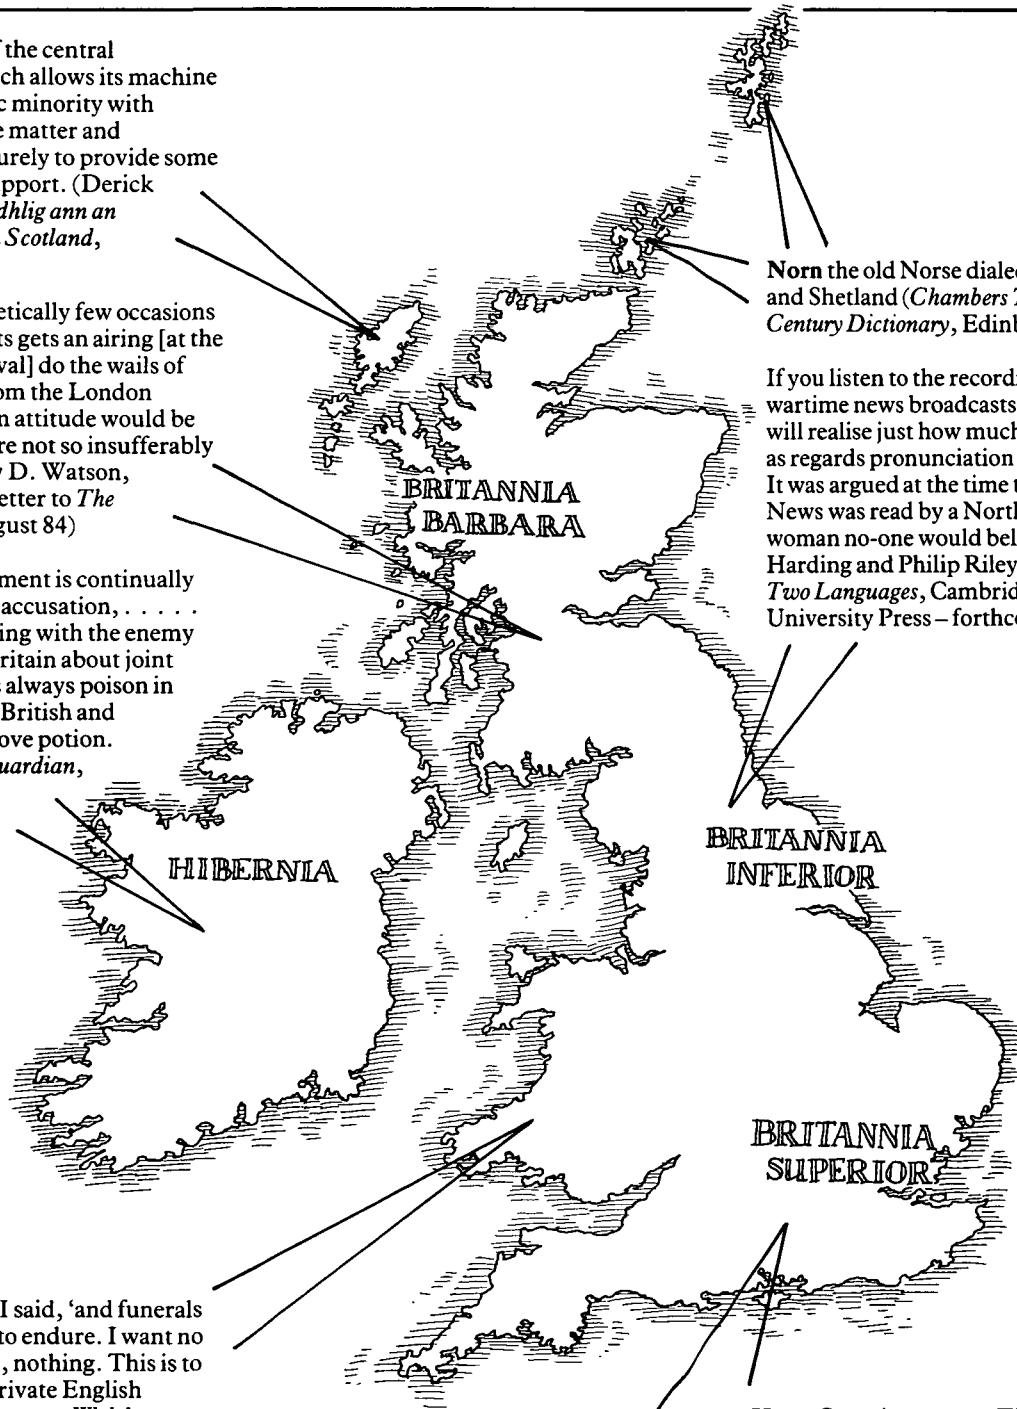 f the central
ch allows its machine
c minority with
e matter and
urely to provide some
pport. (Derick
dhlig ann an
Scotland,
etically few occasions
ts gets an airing [at the
val] do the wails of
om the London
n attitude would be
re not so insufferably
y D. Watson,
etter to The
gust 84)
ment is continually
accusation, . . . . .
ing with the enemy
ritain about joint
s always poison in
British and
ove potion.
uardian,
Norn the old Norse dialec
and Shetland (Chambers T
Century Dictionary, Edinb
If you listen to the recordi
wartime news broadcasts
will realise just how much
as regards pronunciation
It was argued at the time t
News was read by a North
woman no-one would bel
Harding and Philip Riley
Two Languages, Cambrid
University Press – forthco
BRITANNIA
BARBARA
HIBERNIA
BRITANNIA
INFERIOR
BRITANNIA
SUPERIOR
I said, ‘and funerals
to endure. I want no
, nothing. This is to
rivate English